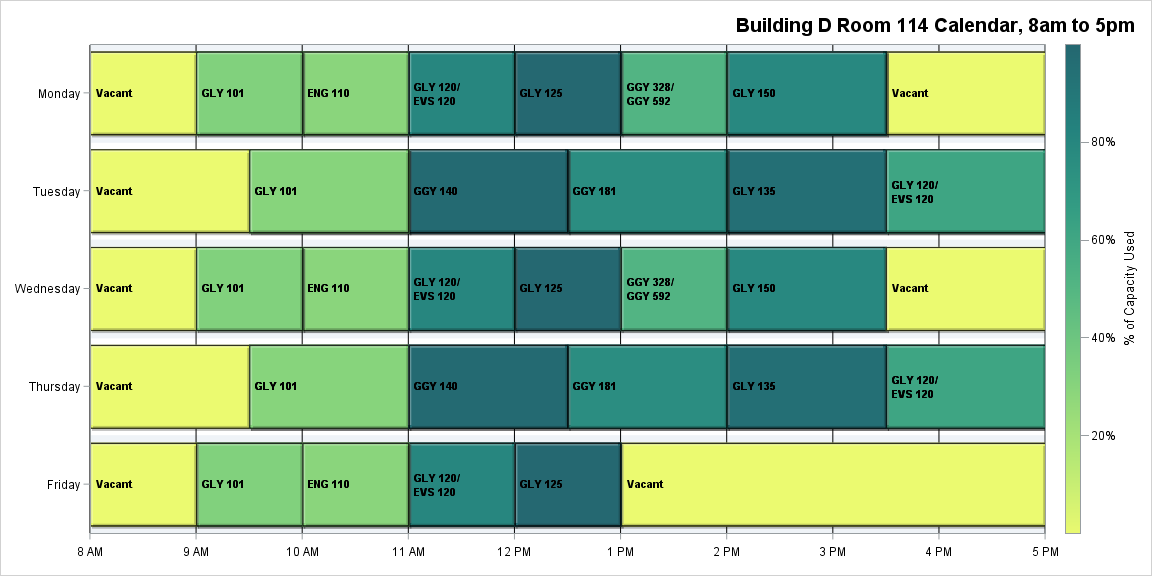 Building D Room 114 Calendar, 8am to 5pm
Monday
Vacant
GLY 101
ENG 110
GLY 120/
EVS 120
GLY 125
GGY 328/
GGY 592
GLY 150
Vacant
Tuesday
Vacant
GLY 101
GGY 140
GGY 181
GLY 135
GLY 120/
EVS 120
Wednesday
Vacant
GLY 101
ENG 110
GLY 120/
EVS 120
GLY 125
GGY 328/
GGY 592
GLY 150
Vacant
Thursday
Vacant
GLY 101
GGY 140
GGY 181
GLY 135
GLY 120/
EVS 120
Friday
Vacant
GLY 101
ENG 110
GLY 120/
EVS 120
GLY 125
Vacant
8 AM
9 AM
10 AM
11 AM
12 PM
1 PM
2 PM
3 PM
4 PM
5 PM
80%
60%
40%
20%
% of Capacity Used